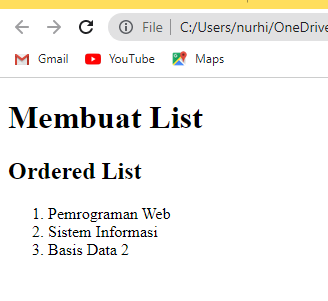 File | C:/Users/nurhi/OneDrive
Gmail YouTube Maps
Membuat List
Ordered List
1. Pemrograman Web
2. Sistem Informasi
3. Basis Data 2